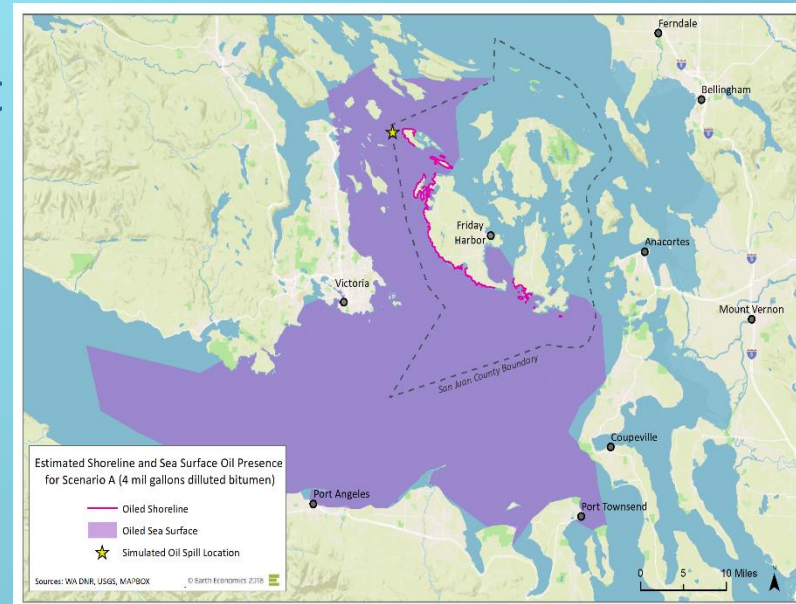 Ferndale
Bellingham
Friday
Harbor
Anacortes
Victoria
Mount Vernon
San Juan County Boundary
Coupeville
Estimated Shoreline and Sea Surface Oil Presence
for Scenario A (4 mil gallons dilluted bitumen)
Oiled Shoreline
Oiled Sea Surface
Simulated Oil Spill Location
Sources: WA DNR, USGS, MAPBOX
© Earth Economics 2018
Port Angeles
Port Townsend
0 5 10 Miles
N